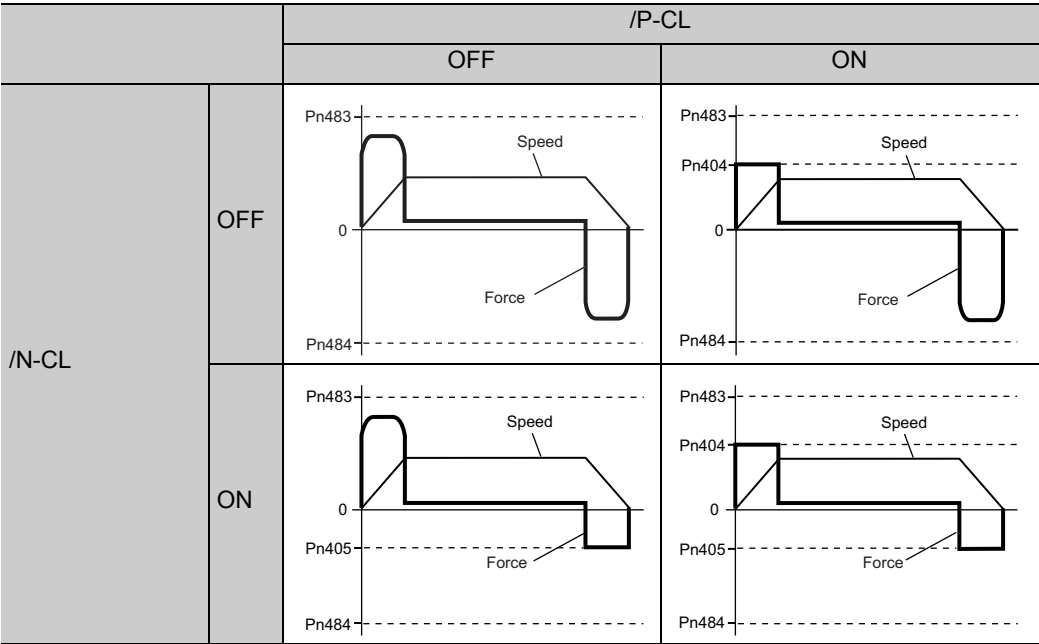 /P-CL
OFF
ON
/N-CL
OFF
Pn483
Speed
0
Force
Pn484
Pn483
Speed
Pn404
0
Force
Pn484
ON
Pn483
Speed
0
Pn405
Force
Pn484
Pn483
Speed
Pn404
0
Pn405
Force
Pn484